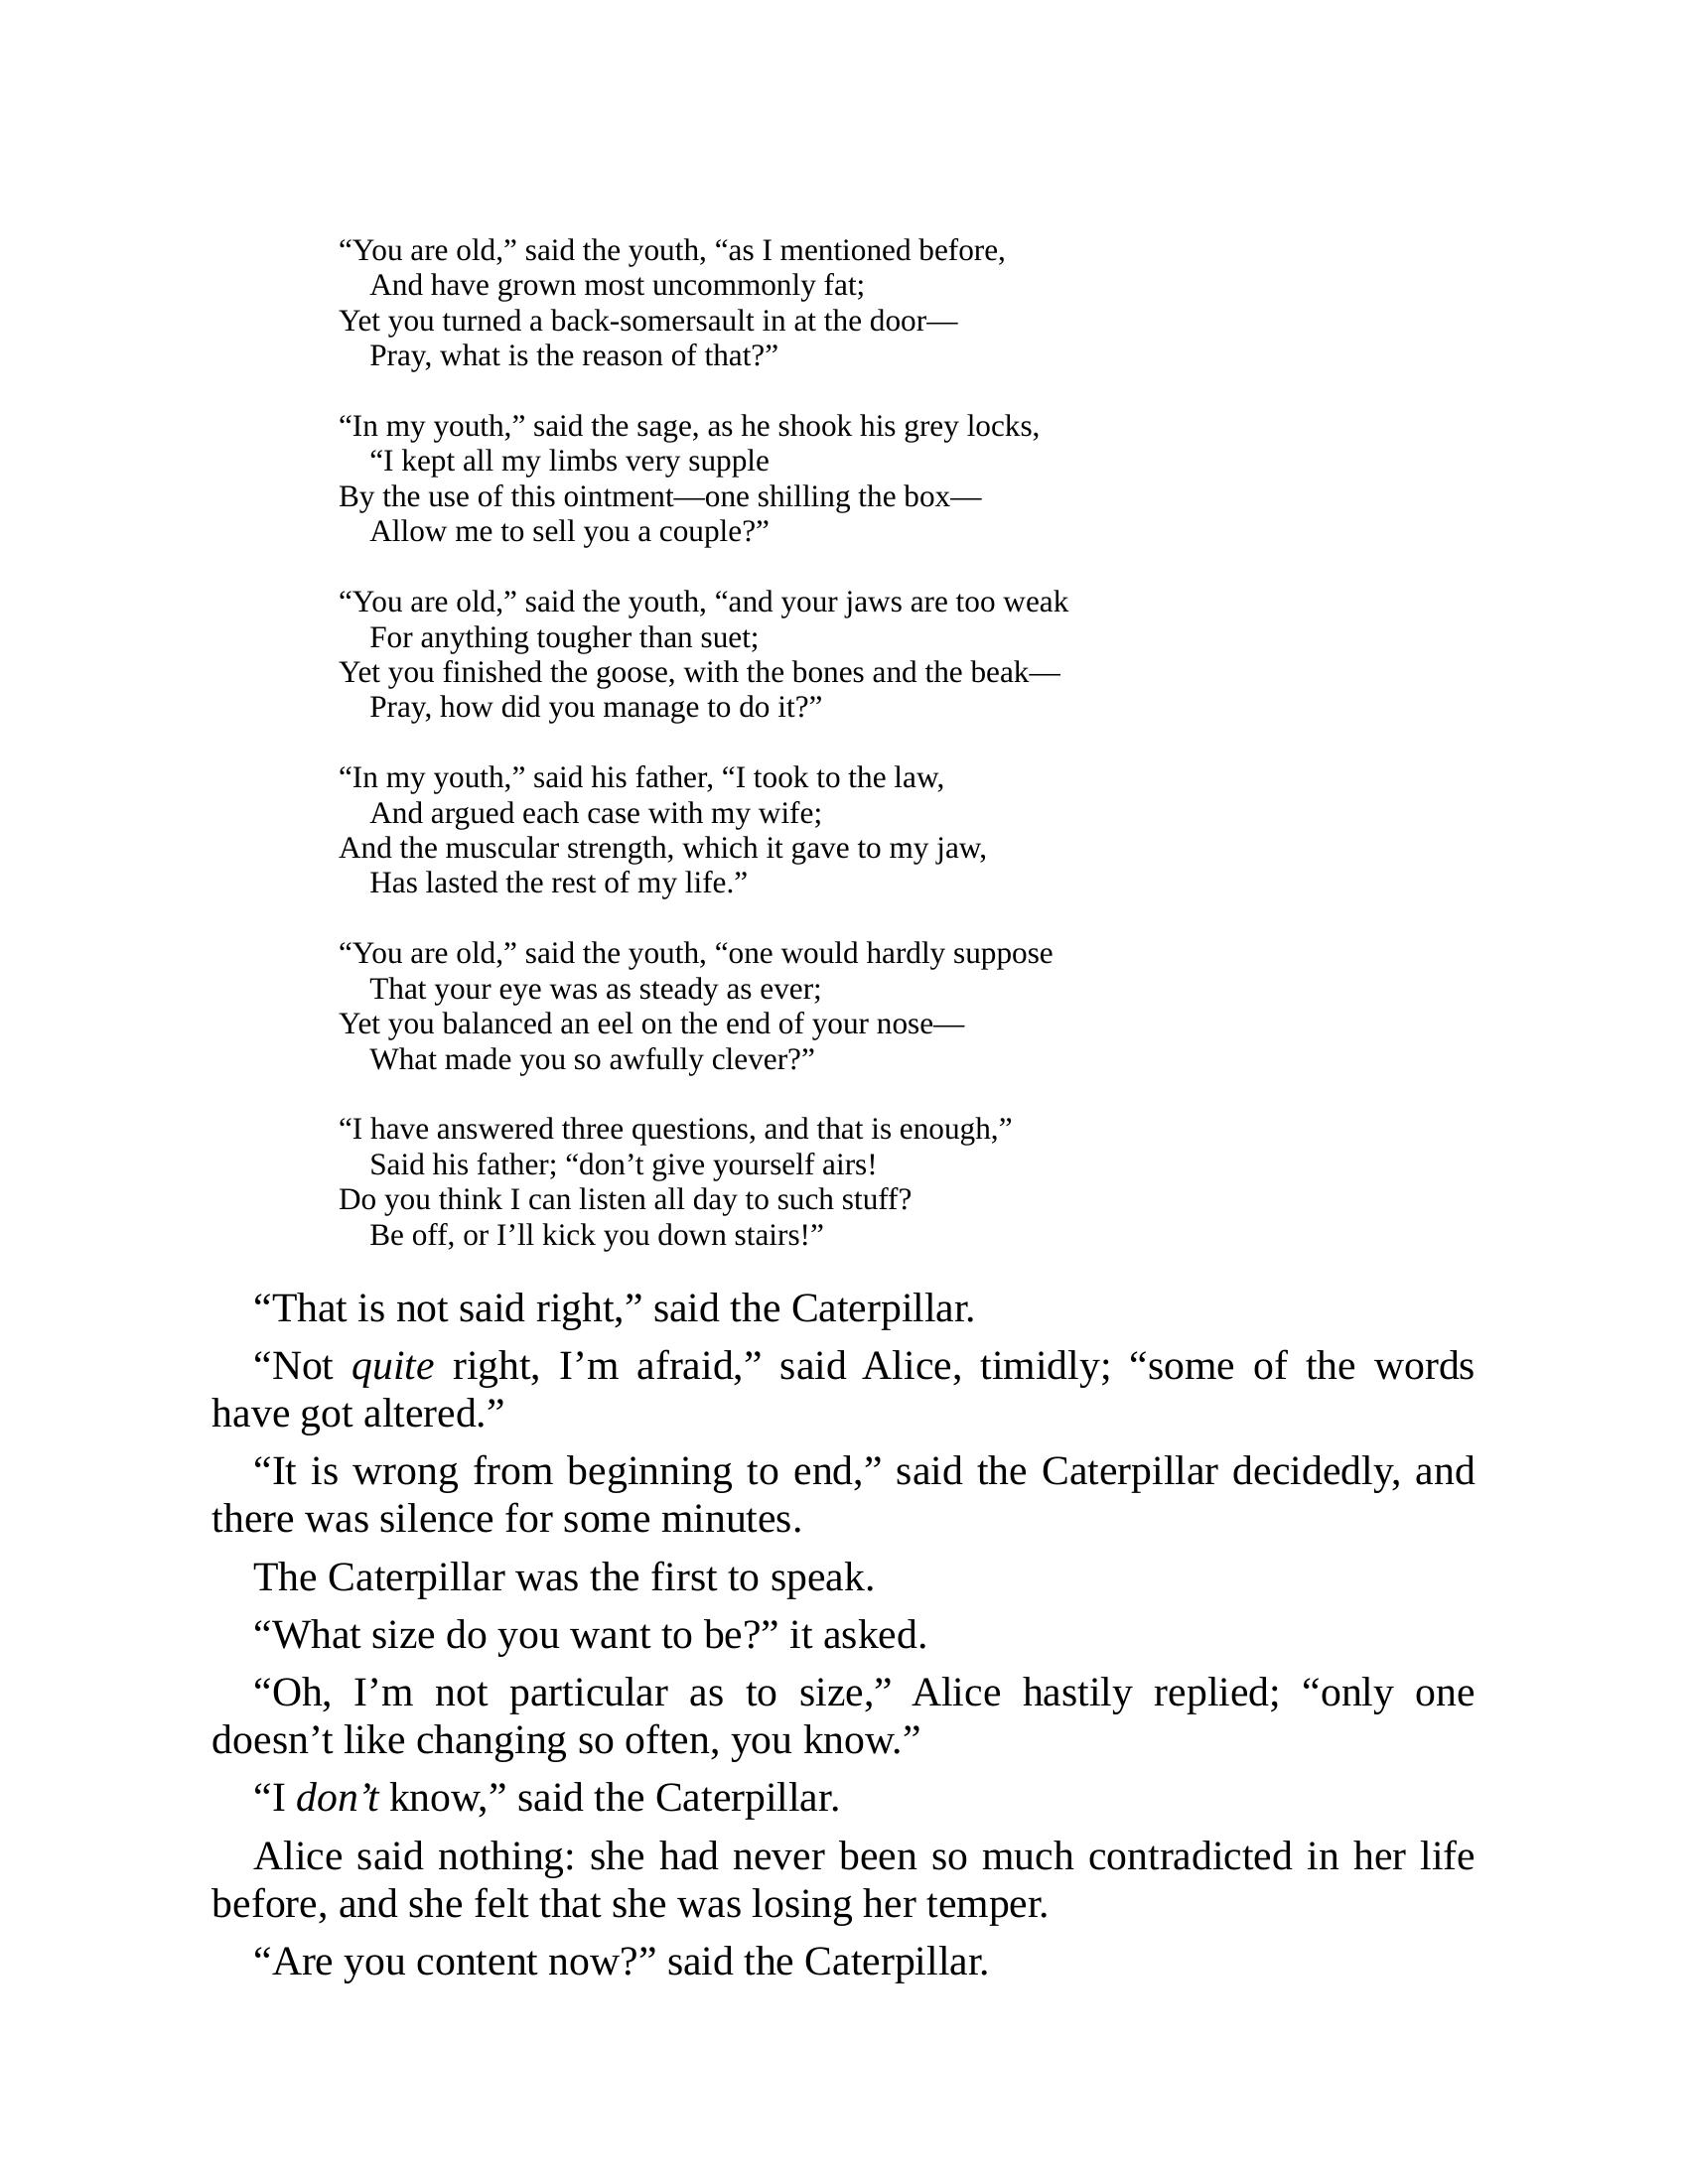 “You are old,” said the youth, “as I mentioned before,
And have grown most uncommonly fat;
Yet you turned a back-somersault in at the door—
Pray, what is the reason of that?”
“In my youth,” said the sage, as he shook his grey locks,
“I kept all my limbs very supple
By the use of this ointment—one shilling the box—
Allow me to sell you a couple?”
“You are old,” said the youth, “and your jaws are too weak
For anything tougher than suet;
Yet you finished the goose, with the bones and the beak—
Pray, how did you manage to do it?”
“In my youth,” said his father, “I took to the law,
And argued each case with my wife;
And the muscular strength, which it gave to my jaw,
Has lasted the rest of my life.”
“You are old,” said the youth, “one would hardly suppose
That your eye was as steady as ever;
Yet you balanced an eel on the end of your nose—
What made you so awfully clever?”
“I have answered three questions, and that is enough,”
Said his father; “don’t give yourself airs!
Do you think I can listen all day to such stuff?
Be off, or I’ll kick you down stairs!”
“That is not said right,” said the Caterpillar.
“Not quite right, I’m afraid,” said Alice, timidly; “some of the words
have got altered.”
“It is wrong from beginning to end,” said the Caterpillar decidedly, and
there was silence for some minutes.
The Caterpillar was the first to speak.
“What size do you want to be?” it asked.
“Oh, I’m not particular as to size,” Alice hastily replied; “only one
doesn’t like changing so often, you know.”
“I don’t know,” said the Caterpillar.
Alice said nothing: she had never been so much contradicted in her life
before, and she felt that she was losing her temper.
“Are you content now?” said the Caterpillar.